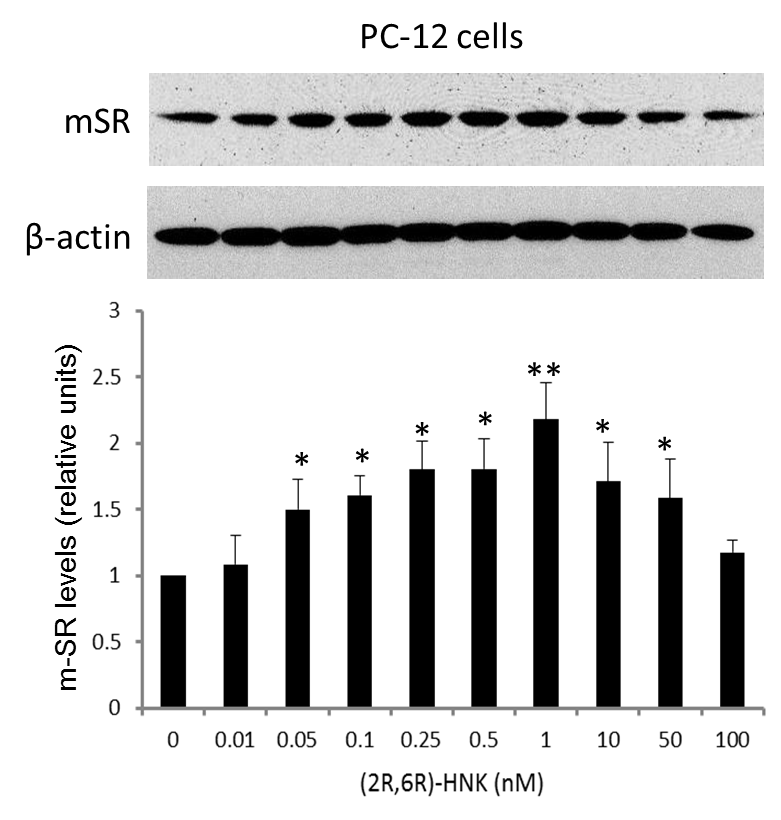 PC-12 cells
mSR
β-actin
3
2.5
2
1.5
1
0.5
0
m-SR levels (relative units)
*
*
*
*
**
*
*
0 0.01 0.05 0.1 0.25 0.5 1 10 50 100
(2R,6R)-HNK (nM)